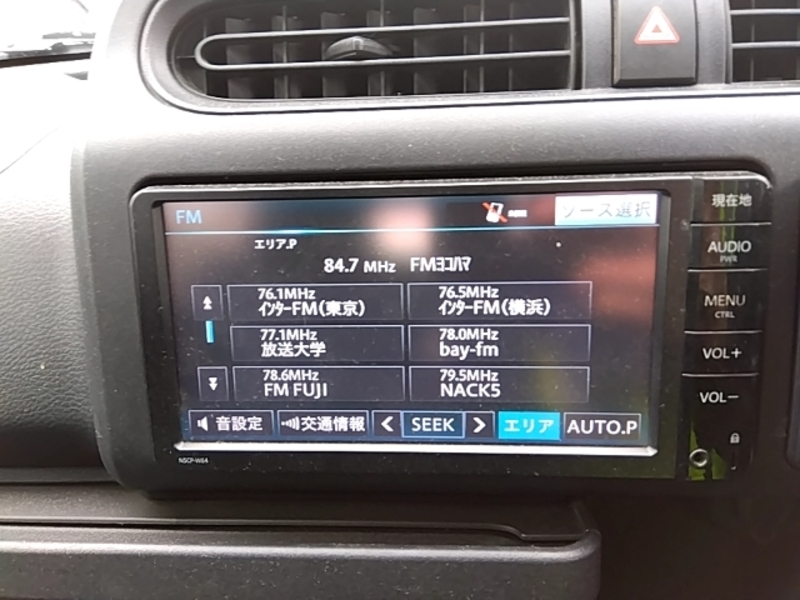 FM
ソース選択
エリア.P
84.7 MHz FMﾖｺﾊﾏ
76.1MHz
ｲﾝﾀｰFM(東京)
76.5MHz
ｲﾝﾀｰFM(横浜)
77.1MHz
放送大学
78.0MHz
bay-fm
78.6MHz
FM FUJI
79.5MHz
NACK5
音設定
交通情報
SEEK
エリア
AUTO.P
NSCP-W64
現在地
AUDIO
PWR
MENU
CTRL
VOL+
VOL−